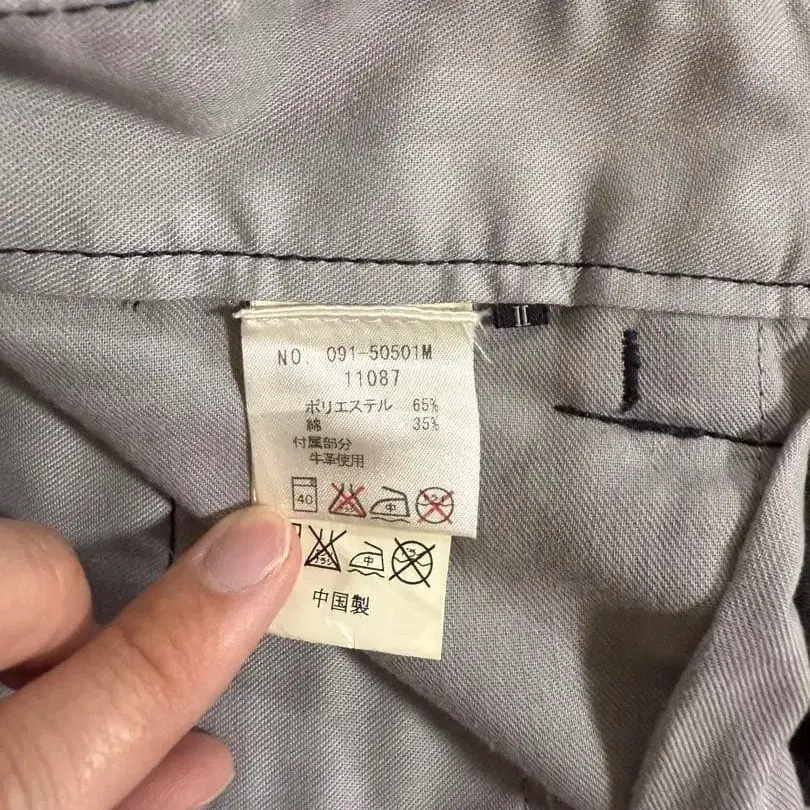 NO. 091-50501M
11087
ポリエステル 65%
綿 35%
付属部分
牛革使用
40 中
中
中国製